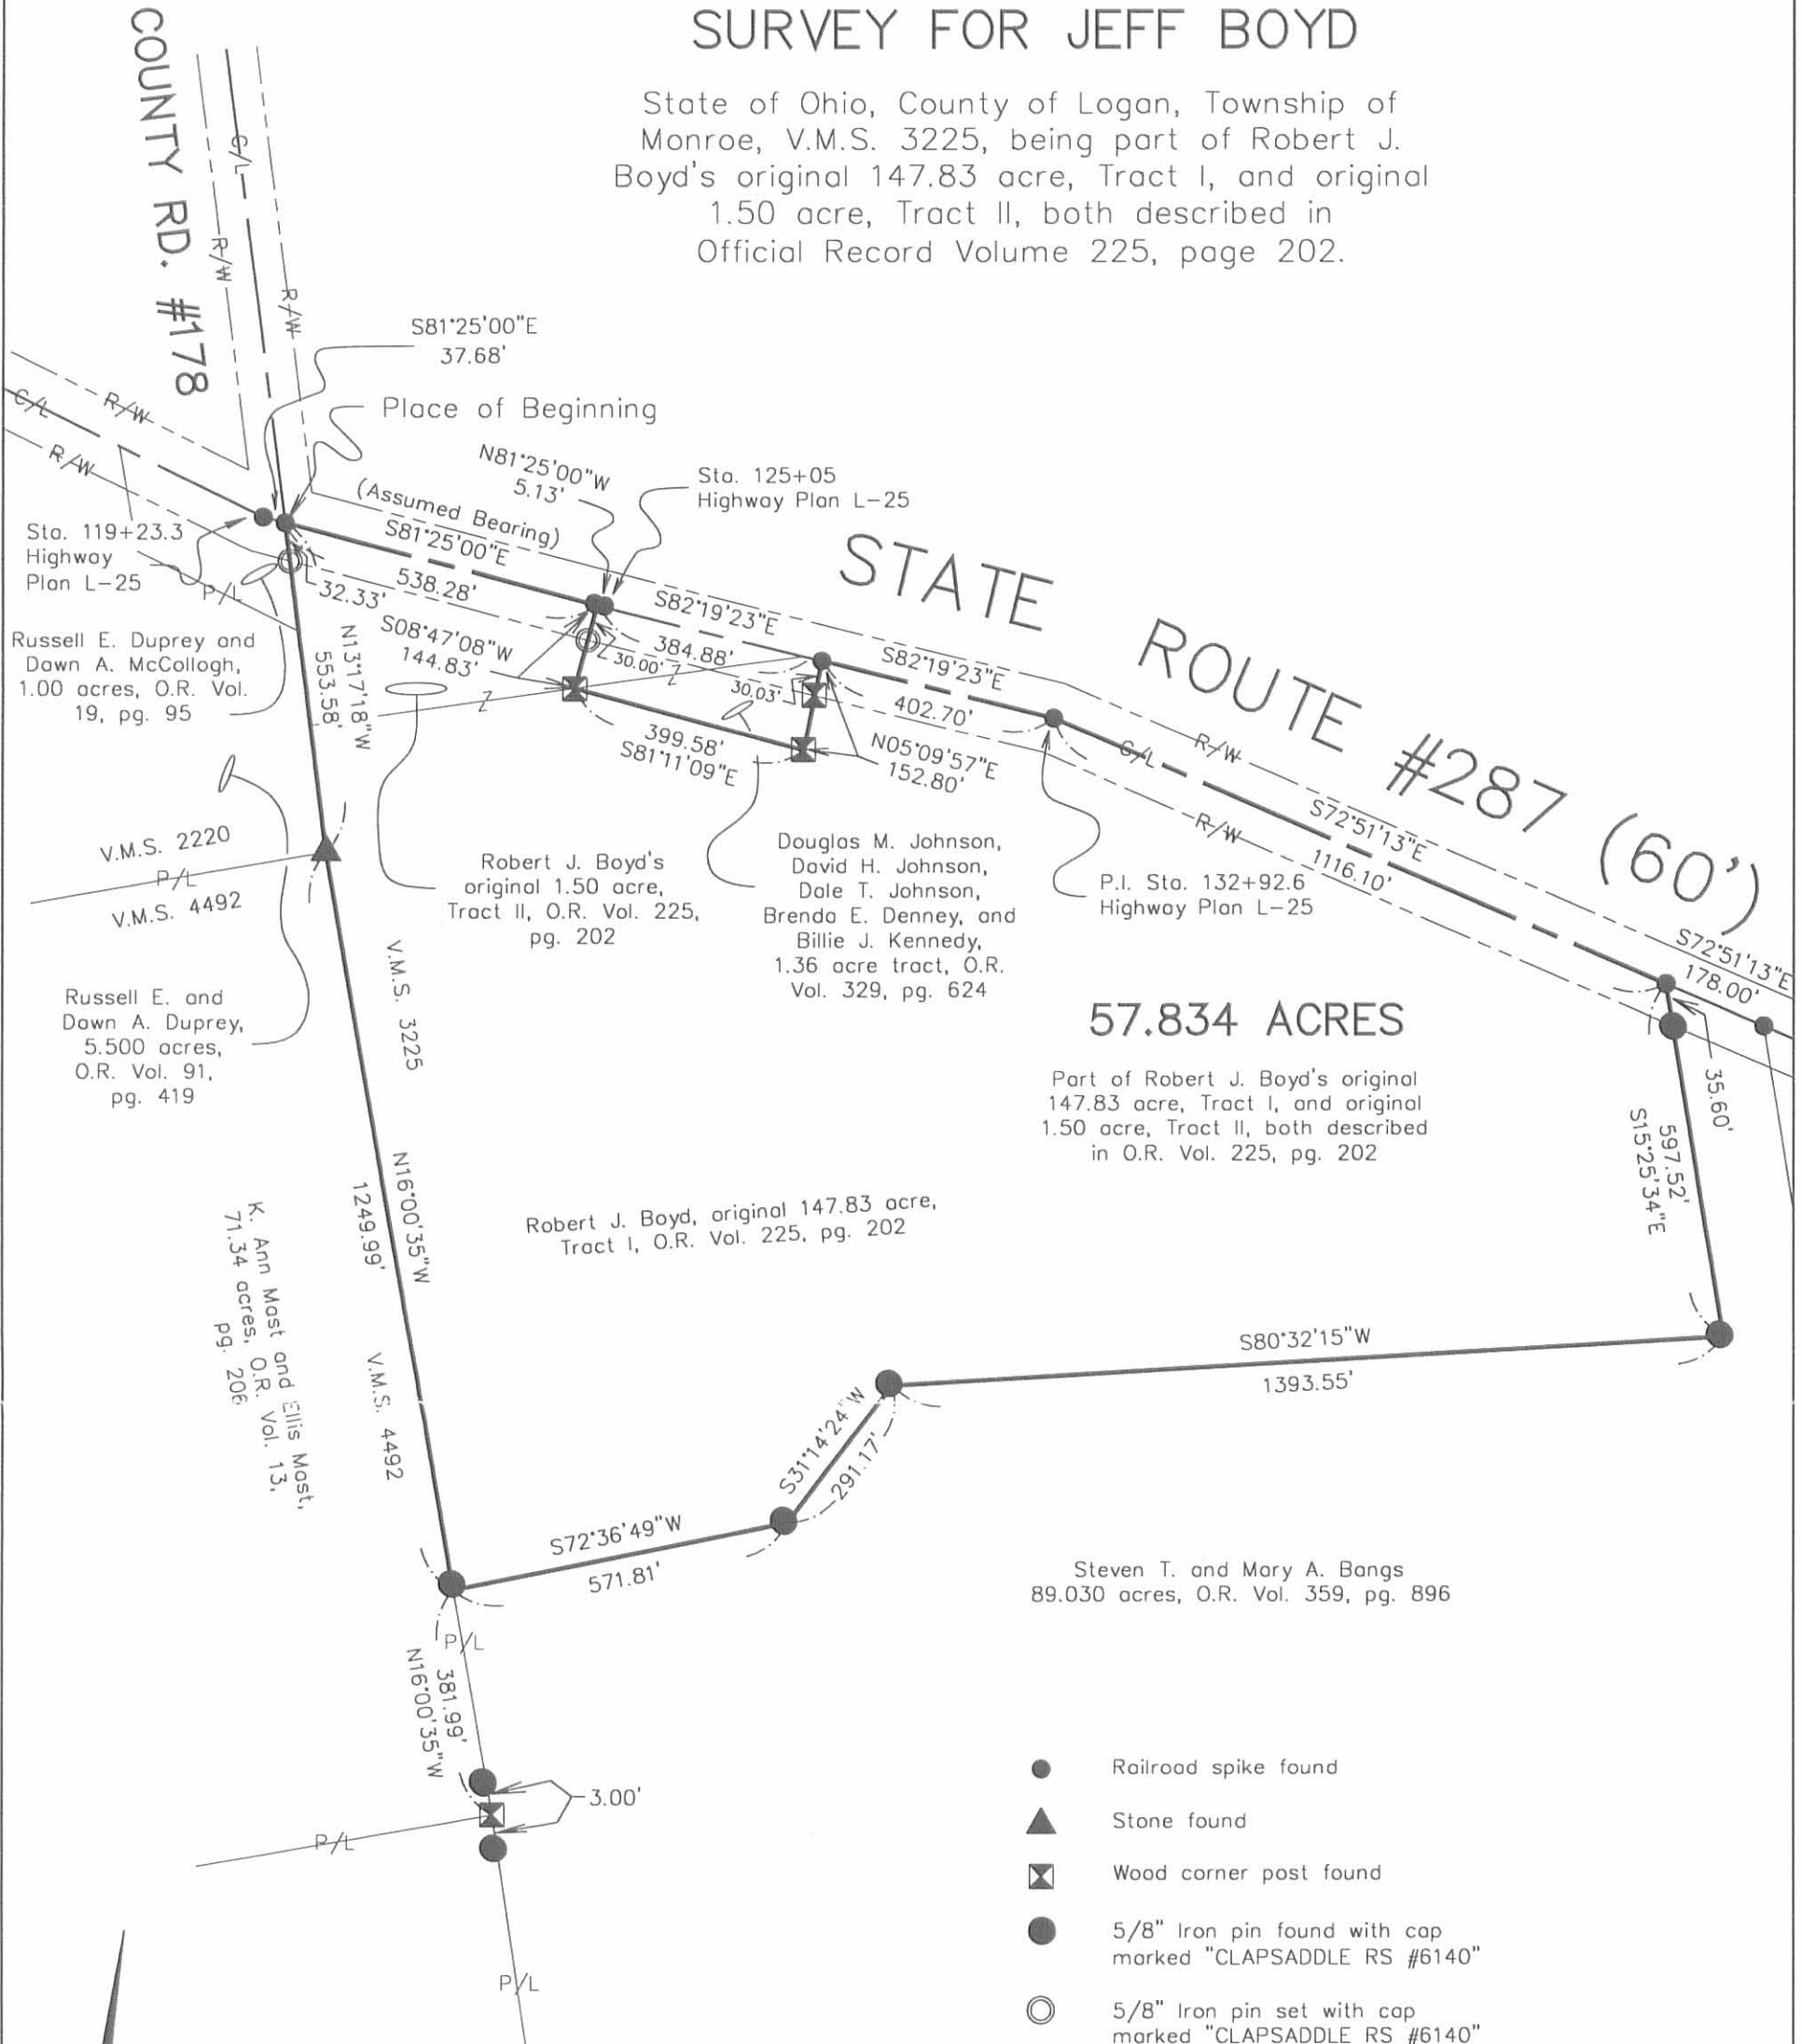 SURVEY FOR JEFF BOYD
State of Ohio, County of Logan, Township of
Monroe, V.M.S. 3225, being part of Robert J.
Boyd's original 147.83 acre, Tract I, and original
1.50 acre, Tract II, both described in
Official Record Volume 225, page 202.
COUNTY RD. #178
C/L
R/W
R/W
S81°25'00"E
37.68'
Place of Beginning
C/L
R/W
R/W
N81°25'00"W
5.13'
Sta. 125+05
Highway Plan L-25
(Assumed Bearing)
S81°25'00"E
538.28'
Sta. 119+23.3
Highway
Plan L-25
P/L
32.33'
STATE ROUTE #287 (60')
S82°19'23"E
384.88'
S82°19'23"E
402.70'
S08°47'08"W
144.83'
30.00'
Z
30.03'
Z
Russell E. Duprey and
Dawn A. McCollogh,
1.00 acres, O.R. Vol.
19, pg. 95
N13°17'18"W
553.58'
399.58'
S81°11'09"E
N05°09'57"E
152.80'
C/L
R/W
R/W
S72°51'13"E
1116.10'
V.M.S. 2220
P/L
V.M.S. 4492
Robert J. Boyd's
original 1.50 acre,
Tract II, O.R. Vol. 225,
pg. 202
Douglas M. Johnson,
David H. Johnson,
Dale T. Johnson,
Brenda E. Denney, and
Billie J. Kennedy,
1.36 acre tract, O.R.
Vol. 329, pg. 624
P.I. Sta. 132+92.6
Highway Plan L-25
S72°51'13"E
178.00'
V.M.S. 3225
Russell E. and
Dawn A. Duprey,
5.500 acres,
O.R. Vol. 91,
pg. 419
57.834 ACRES
Part of Robert J. Boyd's original
147.83 acre, Tract I, and original
1.50 acre, Tract II, both described
in O.R. Vol. 225, pg. 202
35.60'
597.52'
S15°25'34"E
N16°00'35"W
1249.99'
K. Ann Mast and Ellis Mast,
71.34 acres, O.R. Vol. 13,
pg. 206
Robert J. Boyd, original 147.83 acre,
Tract I, O.R. Vol. 225, pg. 202
V.M.S. 4492
S80°32'15"W
1393.55'
S31°14'24"W
291.17'
S72°36'49"W
571.81'
Steven T. and Mary A. Bangs
89.030 acres, O.R. Vol. 359, pg. 896
P/L
381.99'
N16°00'35"W
3.00'
P/L
P/L
Railroad spike found
Stone found
Wood corner post found
5/8" Iron pin found with cap
marked "CLAPSADDLE RS #6140"
5/8" Iron pin set with cap
marked "CLAPSADDLE RS #6140"